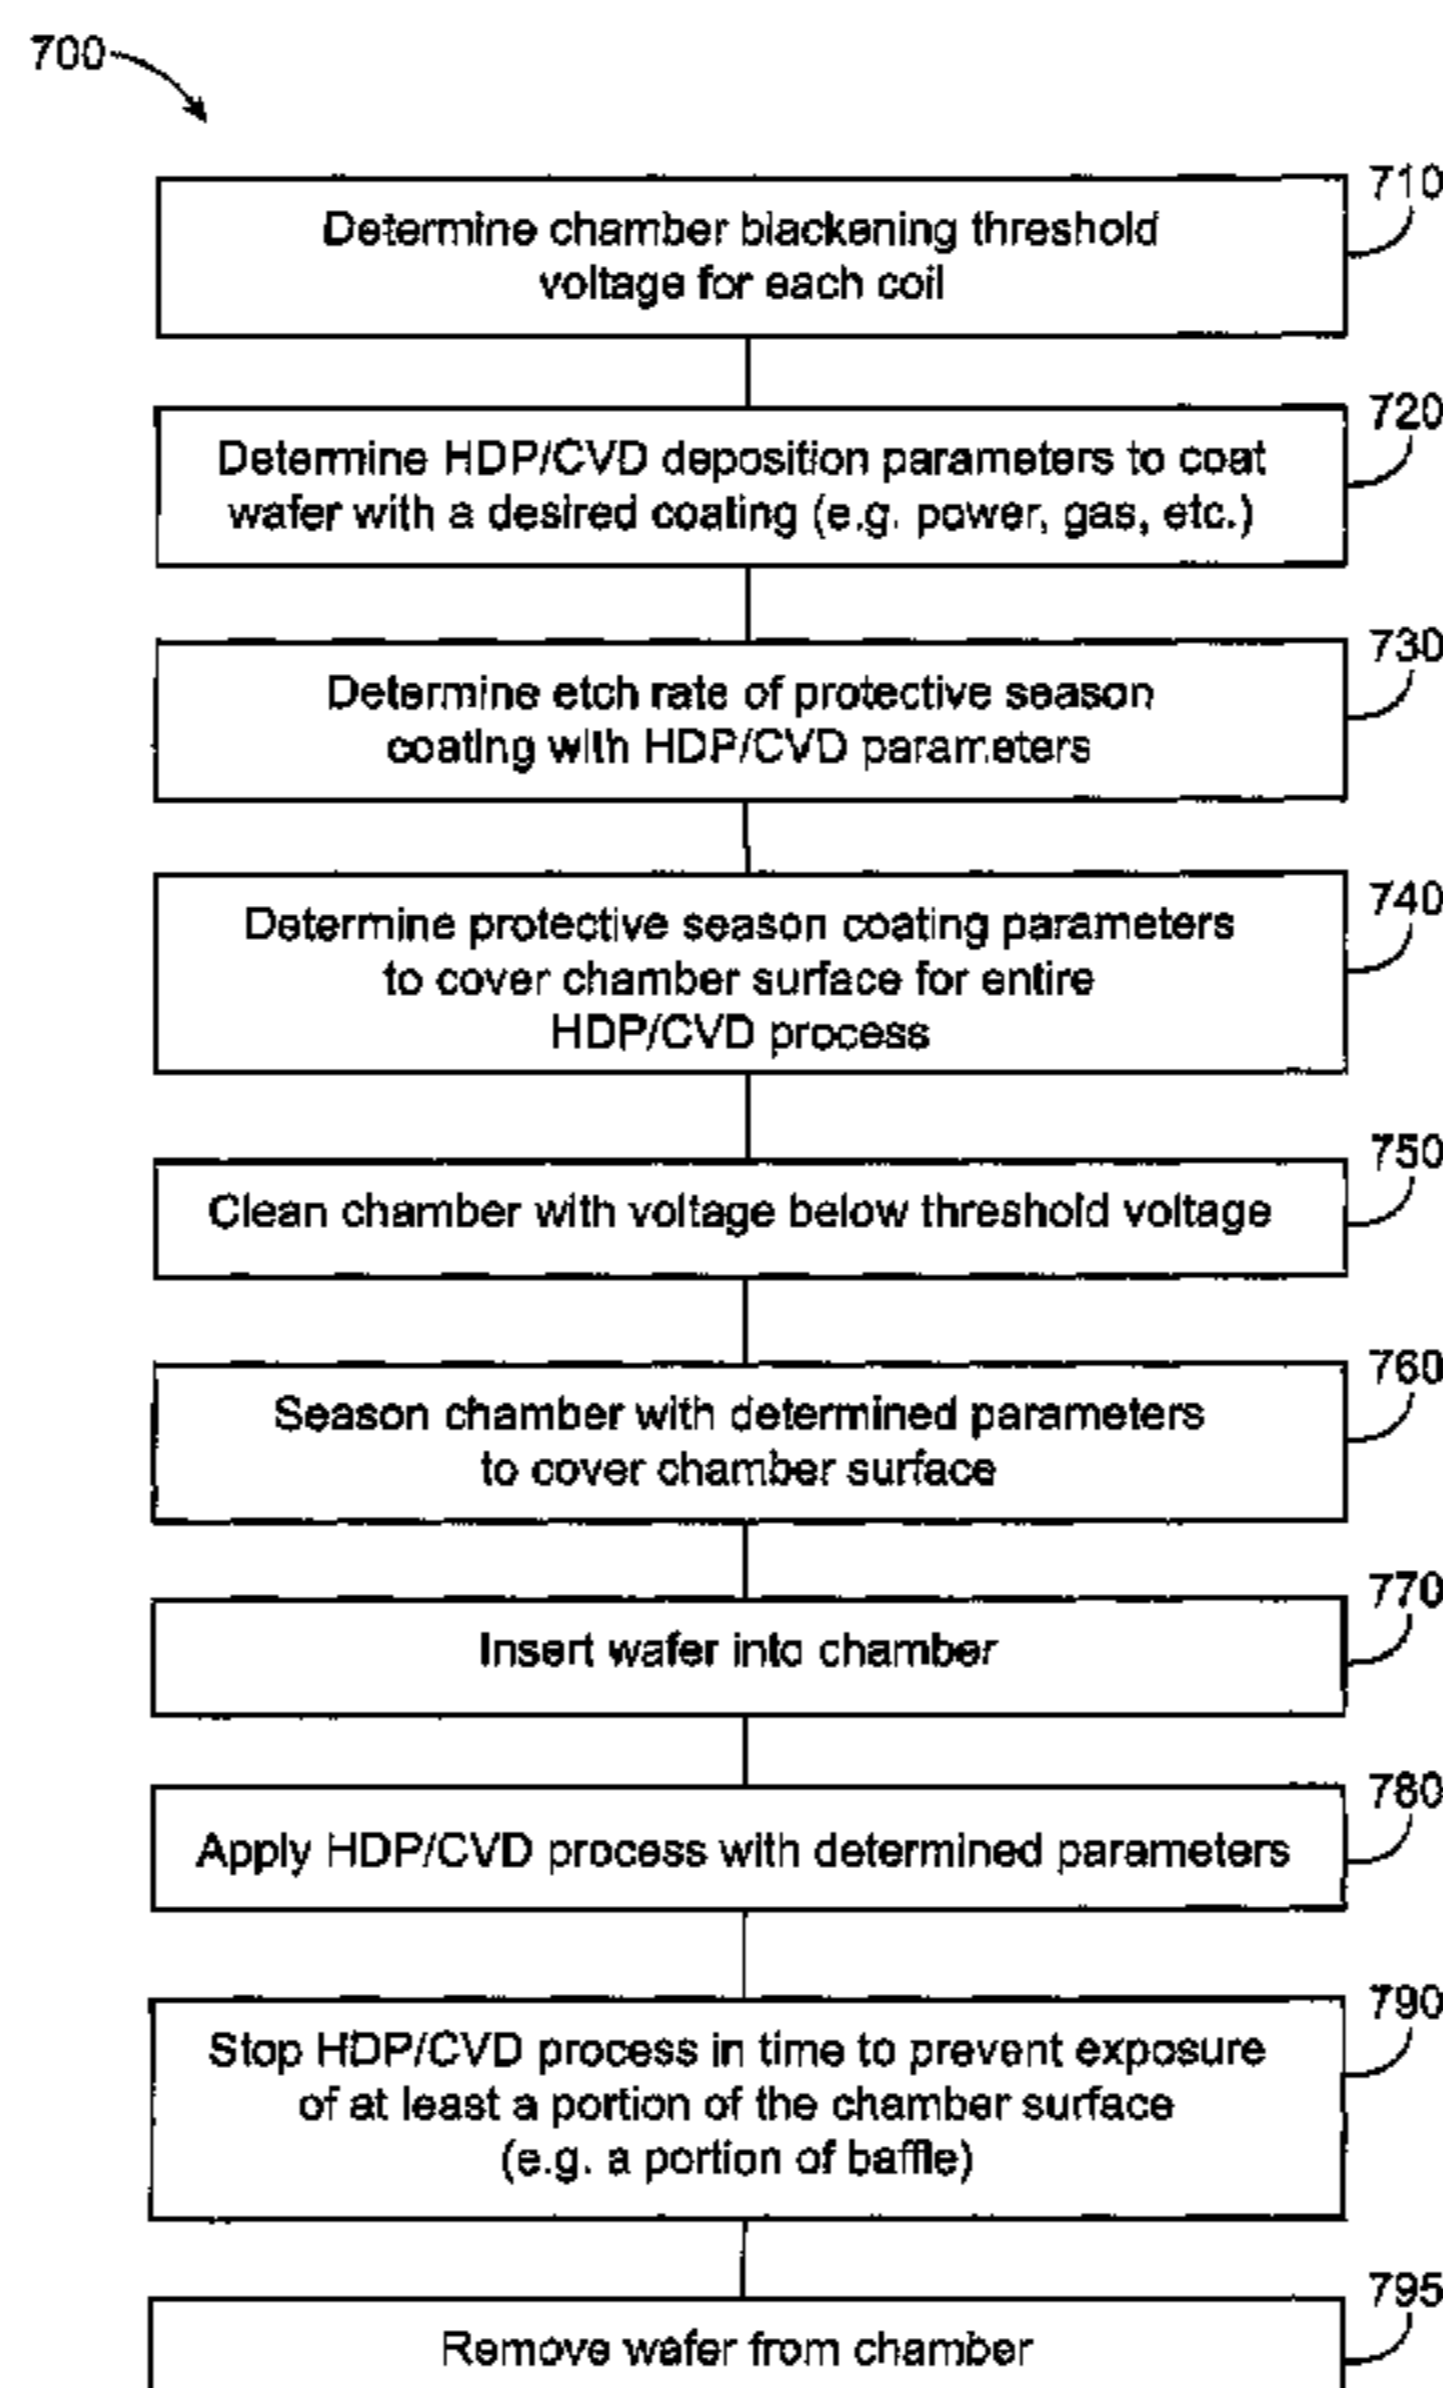 700
710
Determine chamber blackening threshold
voltage for each coil
720
Determine HDP/CVD deposition parameters to coat
wafer with a desired coating (e.g. power, gas, etc.)
730
Determine etch rate of protective season
coating with HDP/CVD parameters
740
Determine protective season coating parameters
to cover chamber surface for entire
HDP/CVD process
750
Clean chamber with voltage below threshold voltage
760
Season chamber with determined parameters
to cover chamber surface
770
Insert wafer into chamber
780
Apply HDP/CVD process with determined parameters
790
Stop HDP/CVD process in time to prevent exposure
of at least a portion of the chamber surface
(e.g. a portion of baffle)
795
Remove wafer from chamber